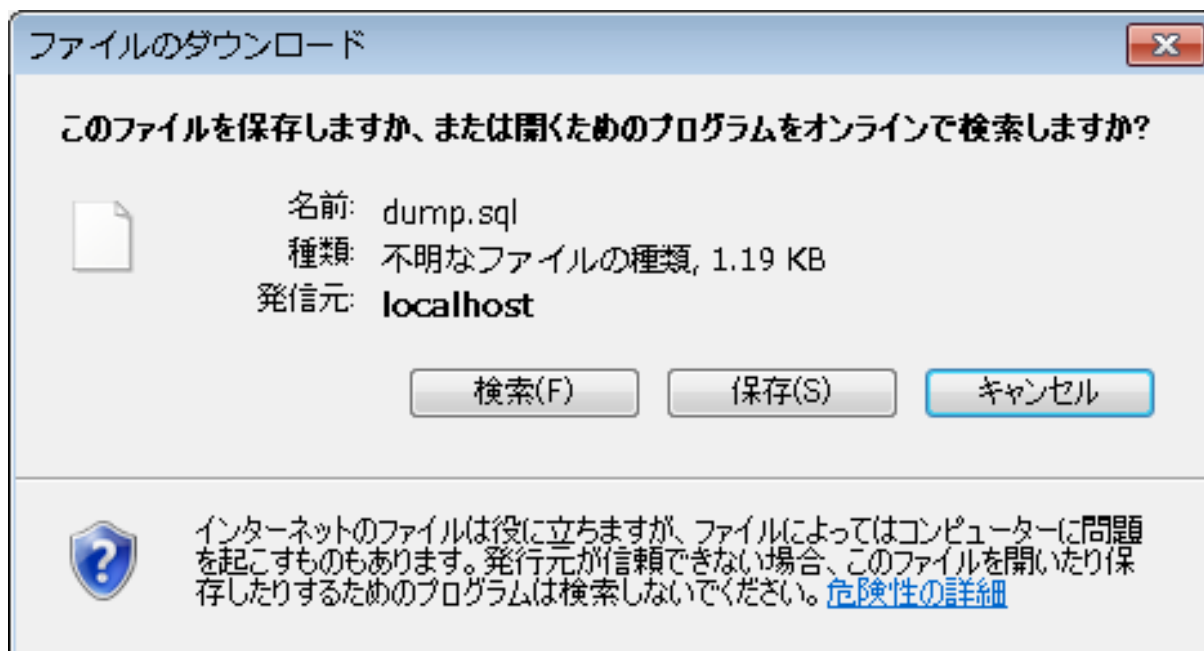 ファイルのダウンロード
このファイルを保存しますか、または開くためのプログラムをオンラインで検索しますか?
名前: dump.sql
種類: 不明なファイルの種類, 1.19 KB
発信元: localhost
検索(F) 保存(S) キャンセル
インターネットのファイルは役に立ちますが、ファイルによってはコンピューターに問題
を起こすものもあります。発行元が信頼できない場合、このファイルを開いたり保
存したりするためのプログラムは検索しないでください。危険性の詳細